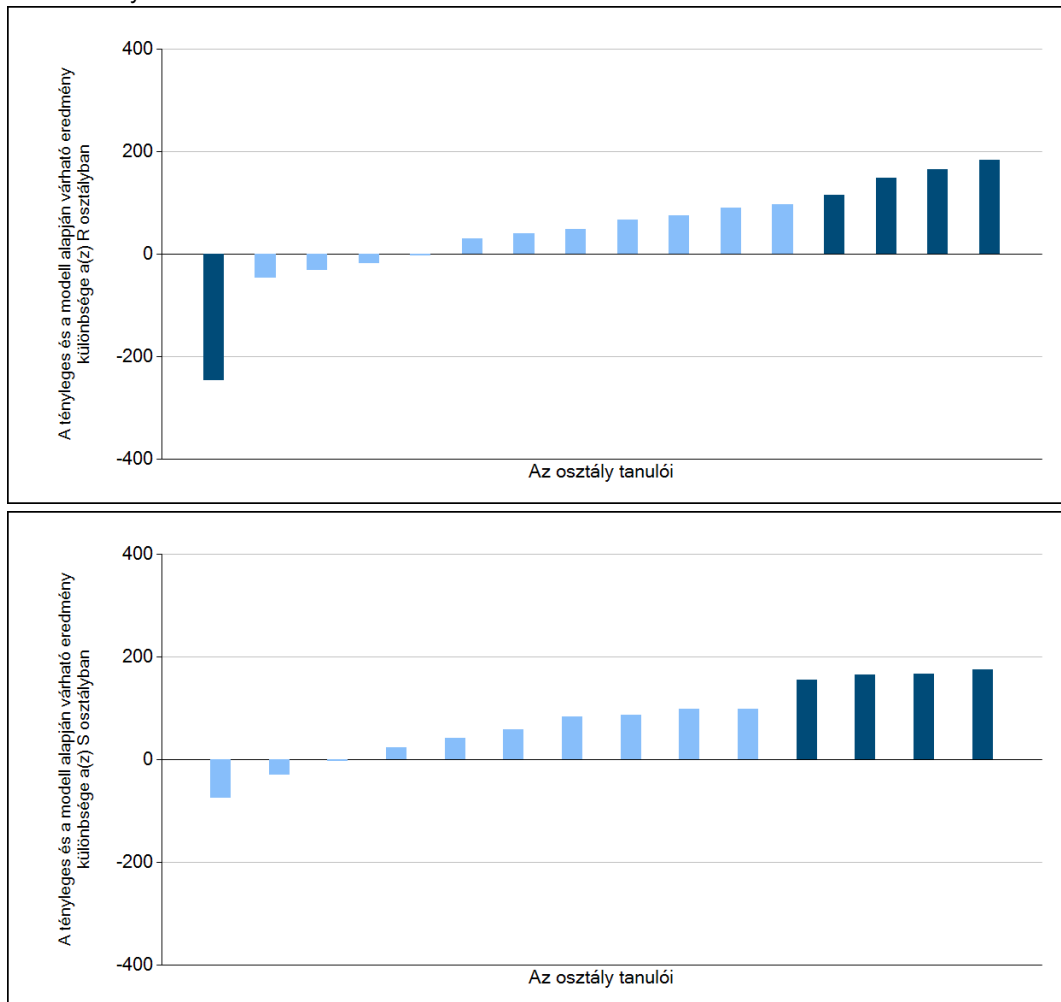 A tényleges és a modell alapján várható eredmény
különbsége a(z) R osztályban
400
200
0
-200
-400
Az osztály tanulói
A tényleges és a modell alapján várható eredmény
különbsége a(z) S osztályban
400
200
0
-200
-400
Az osztály tanulói